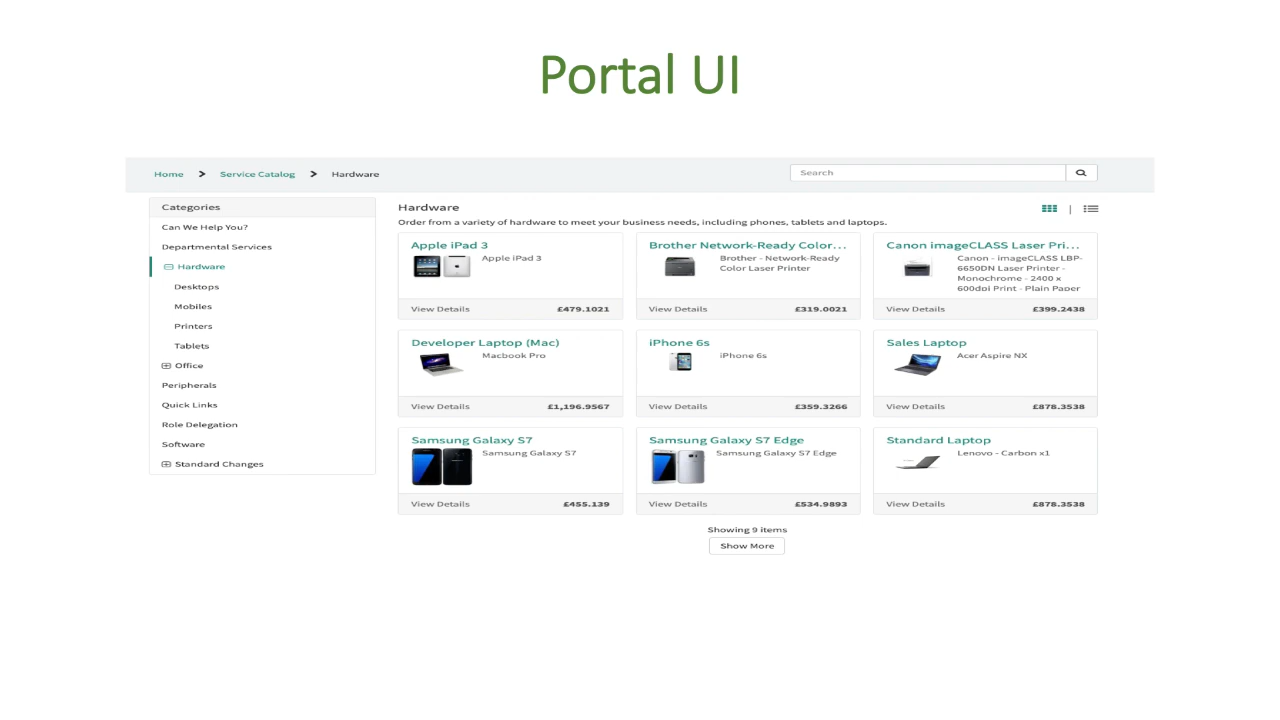 Portal UI
Home > Service Catalog > Hardware
Search
Categories
Can We Help You?
Departmental Services
Hardware
Desktops
Mobiles
Printers
Tablets
Office
Peripherals
Quick Links
Role Delegation
Software
Standard Changes
Hardware
Order from a variety of hardware to meet your business needs, including phones, tablets and laptops.
Apple iPad 3
Apple iPad 3
View Details £479.1021
Brother Network-Ready Color...
Brother - Network-Ready
Color Laser Printer
View Details £319.0021
Canon imageCLASS Laser Pri...
Canon - imageCLASS LBP-
6650DN Laser Printer -
Monochrome - 2400 x
600dpi Print - Plain Paper
View Details £399.2438
Developer Laptop (Mac)
Macbook Pro
View Details £1,196.9567
iPhone 6s
iPhone 6s
View Details £359.3266
Sales Laptop
Acer Aspire NX
View Details £878.3538
Samsung Galaxy S7
Samsung Galaxy S7
View Details £455.139
Samsung Galaxy S7 Edge
Samsung Galaxy S7 Edge
View Details £534.9893
Standard Laptop
Lenovo - Carbon x1
View Details £878.3538
Showing 9 items
Show More